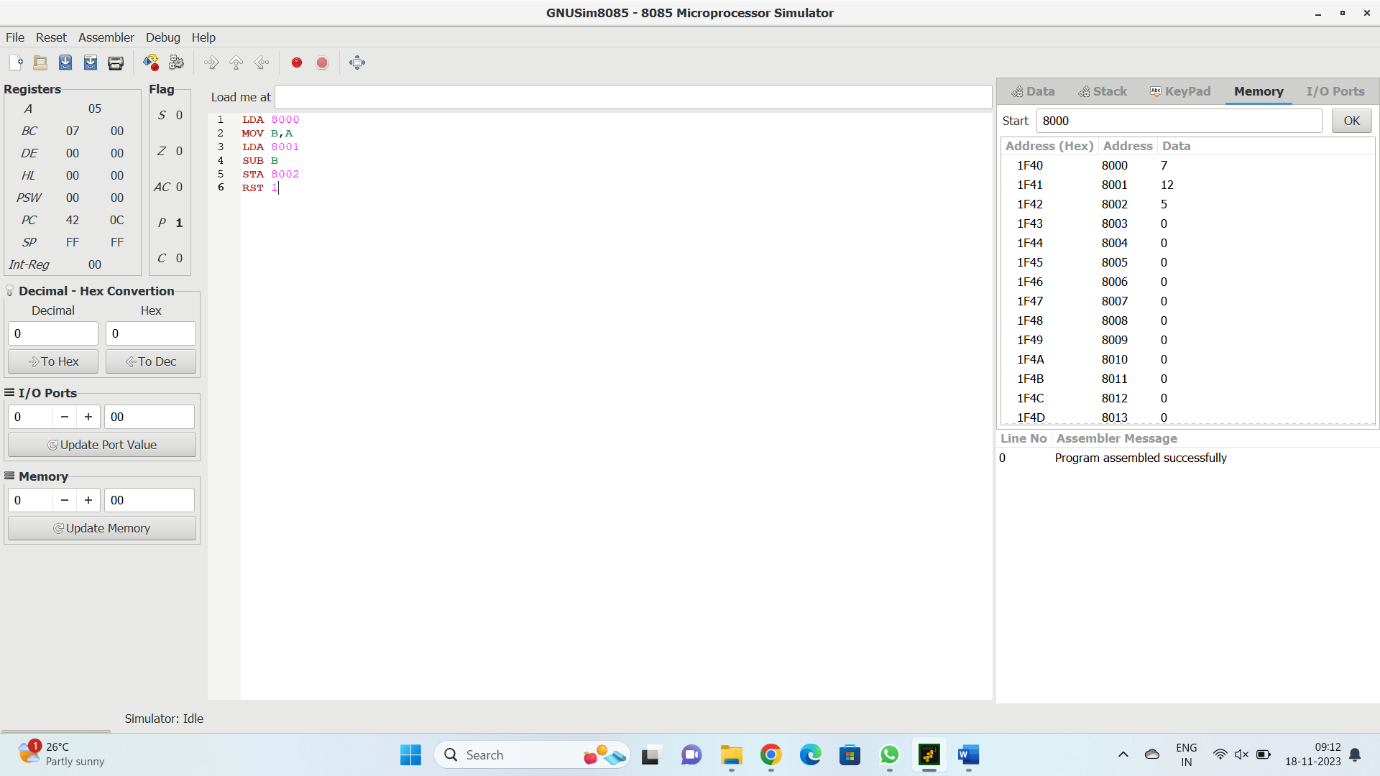 GNUSim8085 - 8085 Microprocessor Simulator
File Reset Assembler Debug Help
Registers
A 05
BC 07 00
DE 00 00
HL 00 00
PSW 00 00
PC 42 0C
SP FF FF
Int-Reg 00
Flag
S 0
Z 0
AC 0
P 1
C 0
Decimal - Hex Convertion
Decimal Hex
0 0
To Hex To Dec
I/O Ports
0 − + 00
Update Port Value
Memory
0 − + 00
Update Memory
Load me at
1 LDA 8000
2 MOV B,A
3 LDA 8001
4 SUB B
5 STA 8002
6 RST 1
Data Stack KeyPad Memory I/O Ports
Start 8000 OK
Address (Hex) Address Data
1F40 8000 7
1F41 8001 12
1F42 8002 5
1F43 8003 0
1F44 8004 0
1F45 8005 0
1F46 8006 0
1F47 8007 0
1F48 8008 0
1F49 8009 0
1F4A 8010 0
1F4B 8011 0
1F4C 8012 0
1F4D 8013 0
Line No Assembler Message
0 Program assembled successfully
Simulator: Idle
1
26°C
Partly sunny
Search
ENG
IN
09:12
18-11-2023